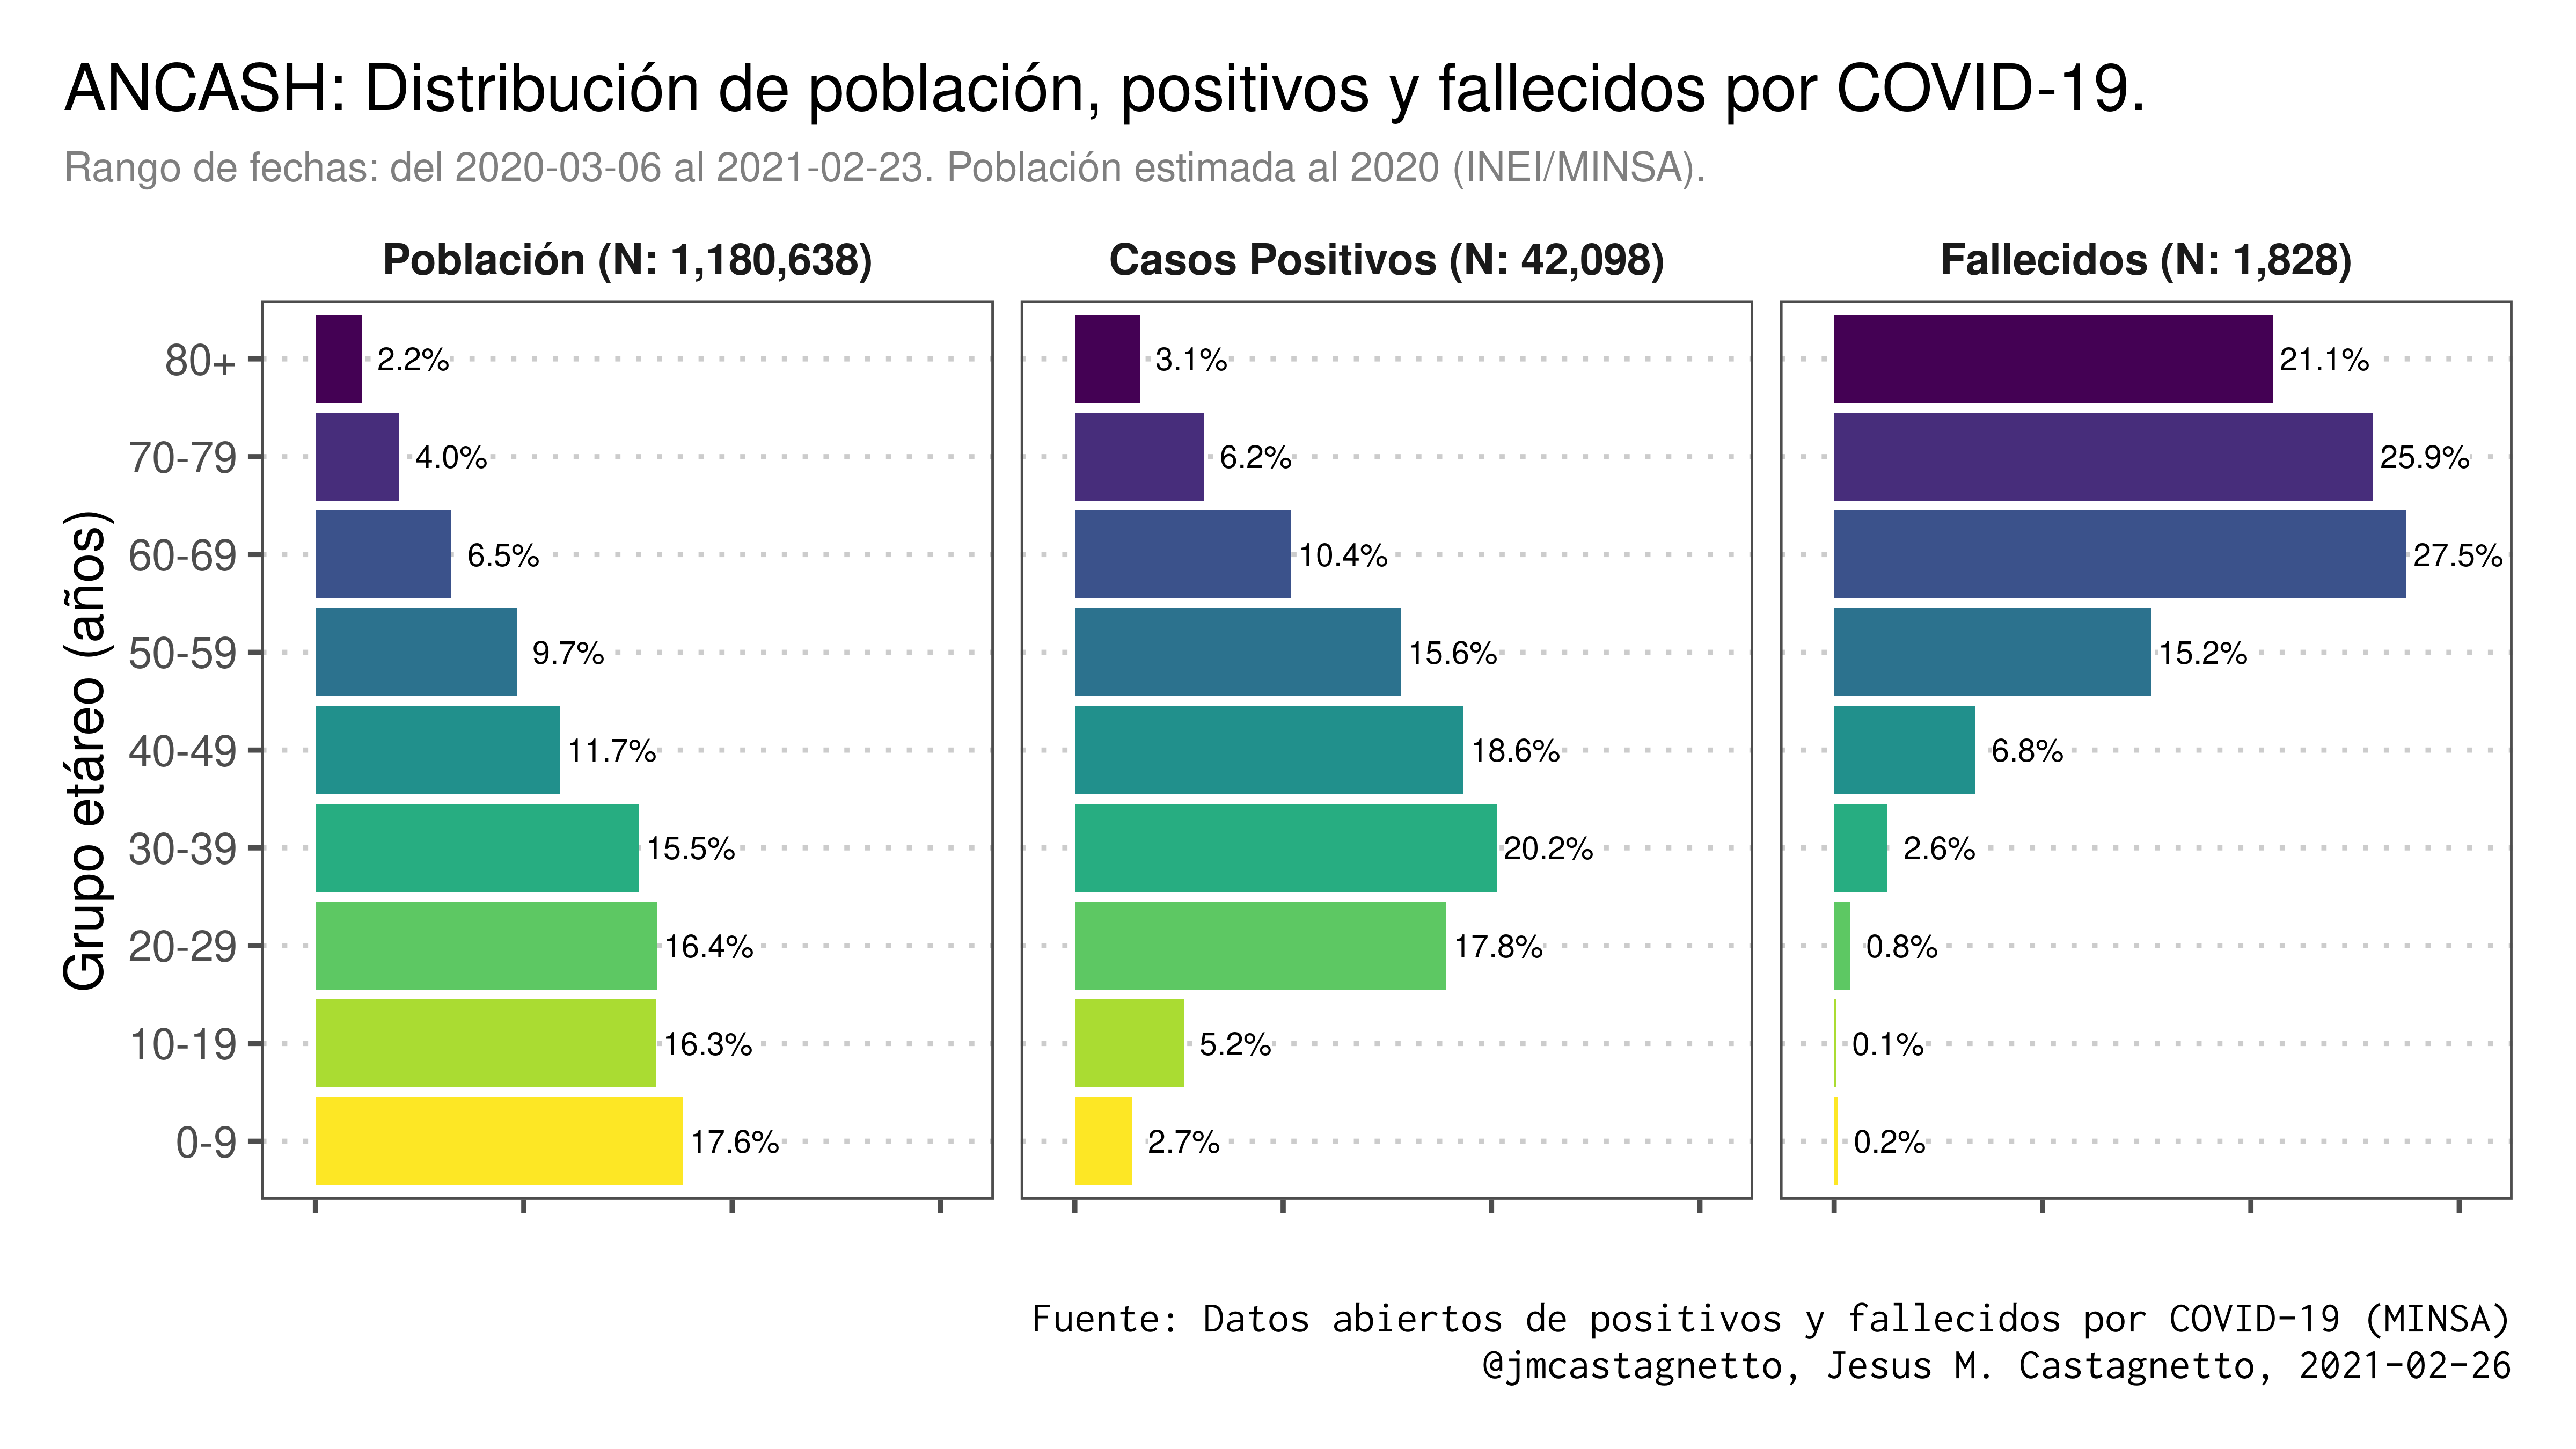 ANCASH: Distribución de población, positivos y fallecidos por COVID-19.
Rango de fechas: del 2020-03-06 al 2021-02-23. Población estimada al 2020 (INEI/MINSA).
Población (N: 1,180,638) Casos Positivos (N: 42,098) Fallecidos (N: 1,828)
Grupo etáreo (años)
80+ 2.2% 3.1% 21.1%
70-79 4.0% 6.2% 25.9%
60-69 6.5% 10.4% 27.5%
50-59 9.7% 15.6% 15.2%
40-49 11.7% 18.6% 6.8%
30-39 15.5% 20.2% 2.6%
20-29 16.4% 17.8% 0.8%
10-19 16.3% 5.2% 0.1%
0-9 17.6% 2.7% 0.2%
Fuente: Datos abiertos de positivos y fallecidos por COVID-19 (MINSA)
@jmcastagnetto, Jesus M. Castagnetto, 2021-02-26